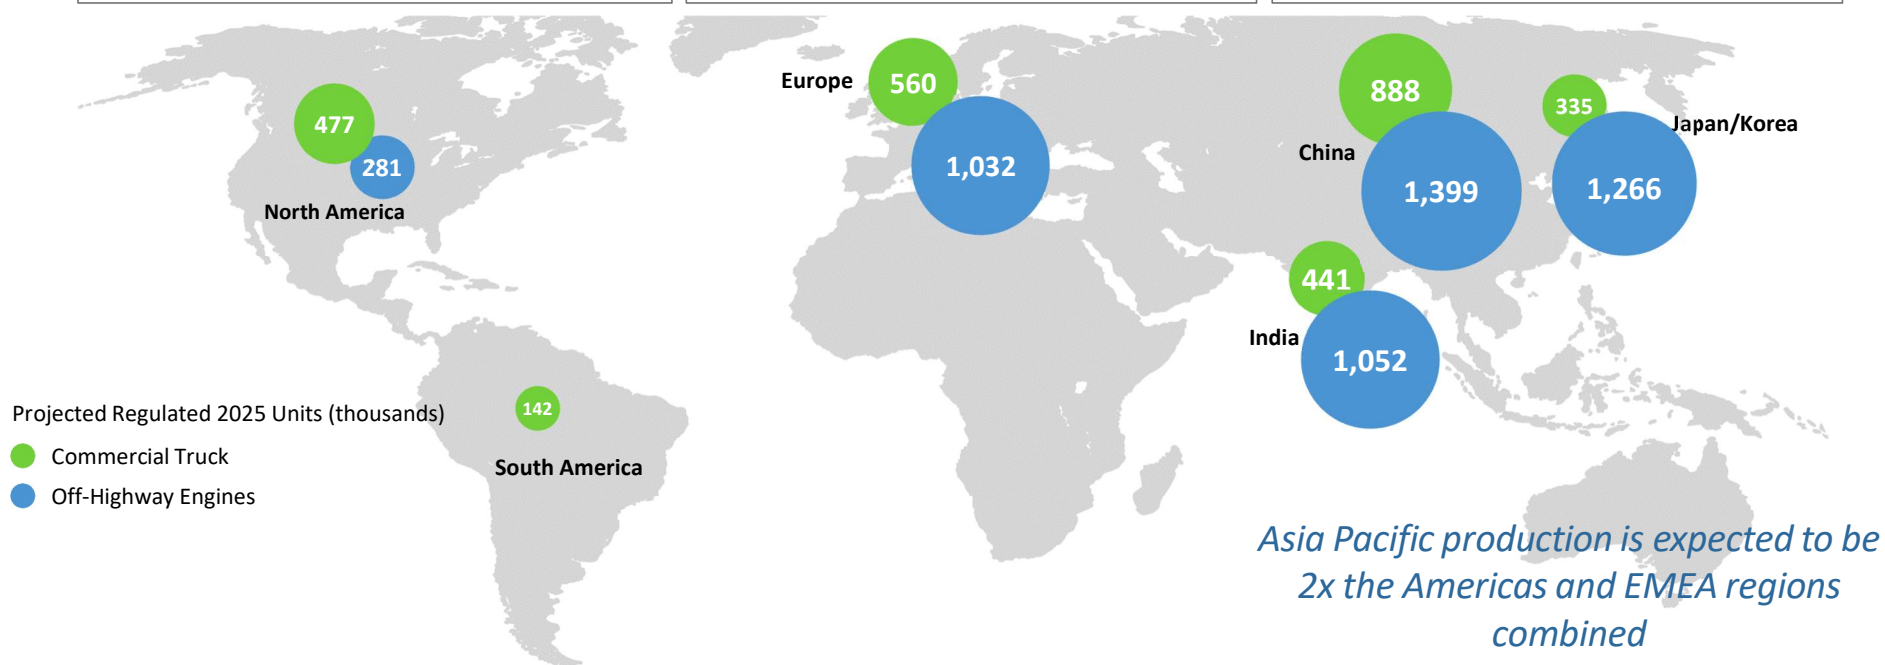 Europe
560
1,032
888
China
1,399
335
Japan/Korea
1,266
477
281
North America
441
India
1,052
142
South America
Projected Regulated 2025 Units (thousands)
Commercial Truck
Off-Highway Engines
Asia Pacific production is expected to be
2x the Americas and EMEA regions
combined